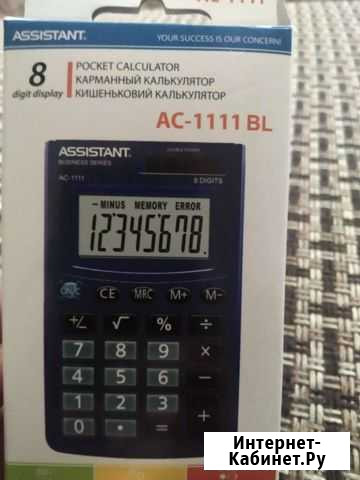 ASSISTANT.
YOUR SUCCESS IS OUR CONCERN!
8
digit display
POCKET CALCULATOR
КАРМАННЫЙ КАЛЬКУЛЯТОР
КИШЕНЬКОВИЙ КАЛЬКУЛЯТОР
AC-1111 BL
ASSISTANT.
BUSINESS SERIES
AC-1111
8 DIGITS
– MINUS MEMORY ERROR
12345678.
CE MRC M+ M−
+/− √ % ÷
7 8 9 ×
4 5 6 −
1 2 3 +
0 • =
Интернет-
Кабинет.Ру